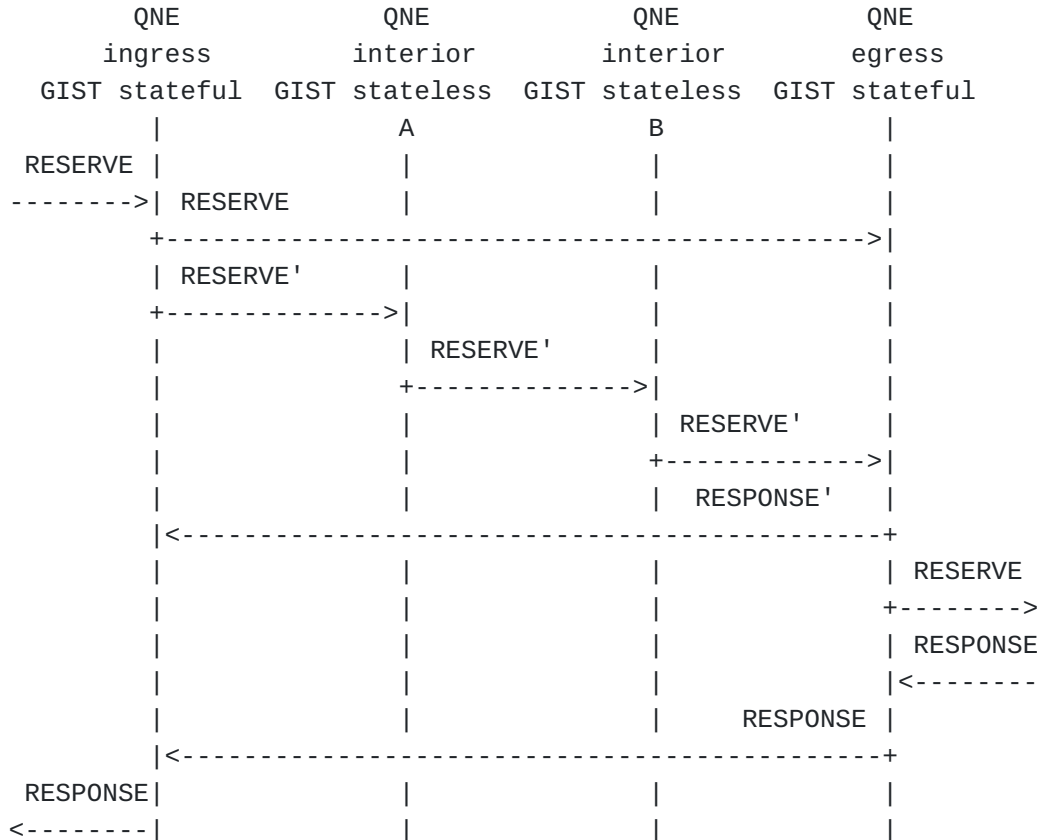 QNE QNE QNE QNE
ingress interior interior egress
GIST stateful GIST stateless GIST stateless GIST stateful
A B
RESERVE
RESERVE
RESERVE'
RESERVE'
RESERVE'
RESPONSE'
RESERVE
RESPONSE
RESPONSE
RESPONSE